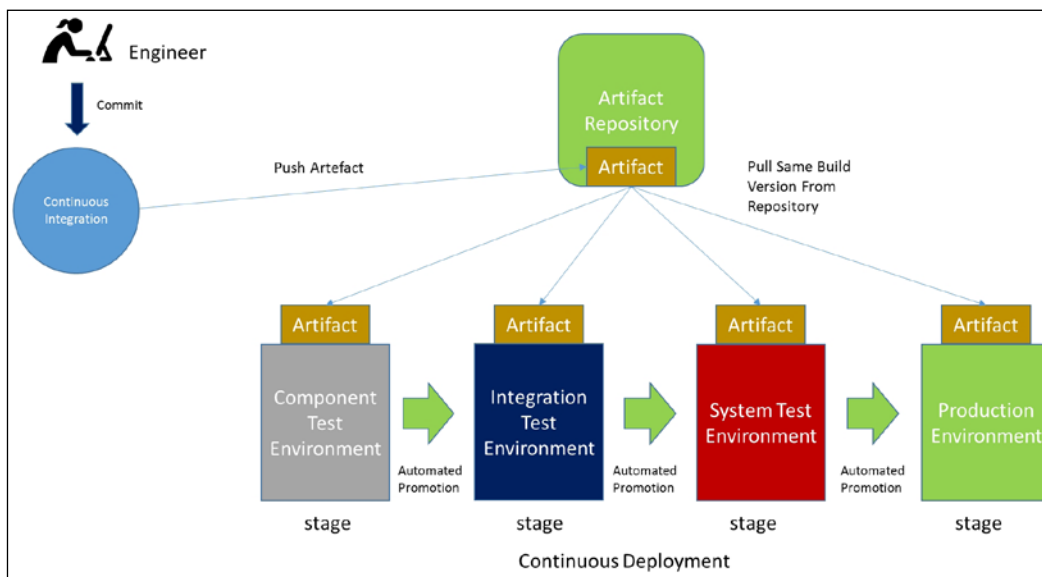 Engineer
Commit
Continuous
Integration
Push Artefact
Artifact
Repository
Artifact
Pull Same Build
Version From
Repository
Artifact
Artifact
Artifact
Artifact
Component
Test
Environment
Automated
Promotion
Integration
Test
Environment
Automated
Promotion
System Test
Environment
Automated
Promotion
Production
Environment
stage
stage
stage
stage
Continuous Deployment